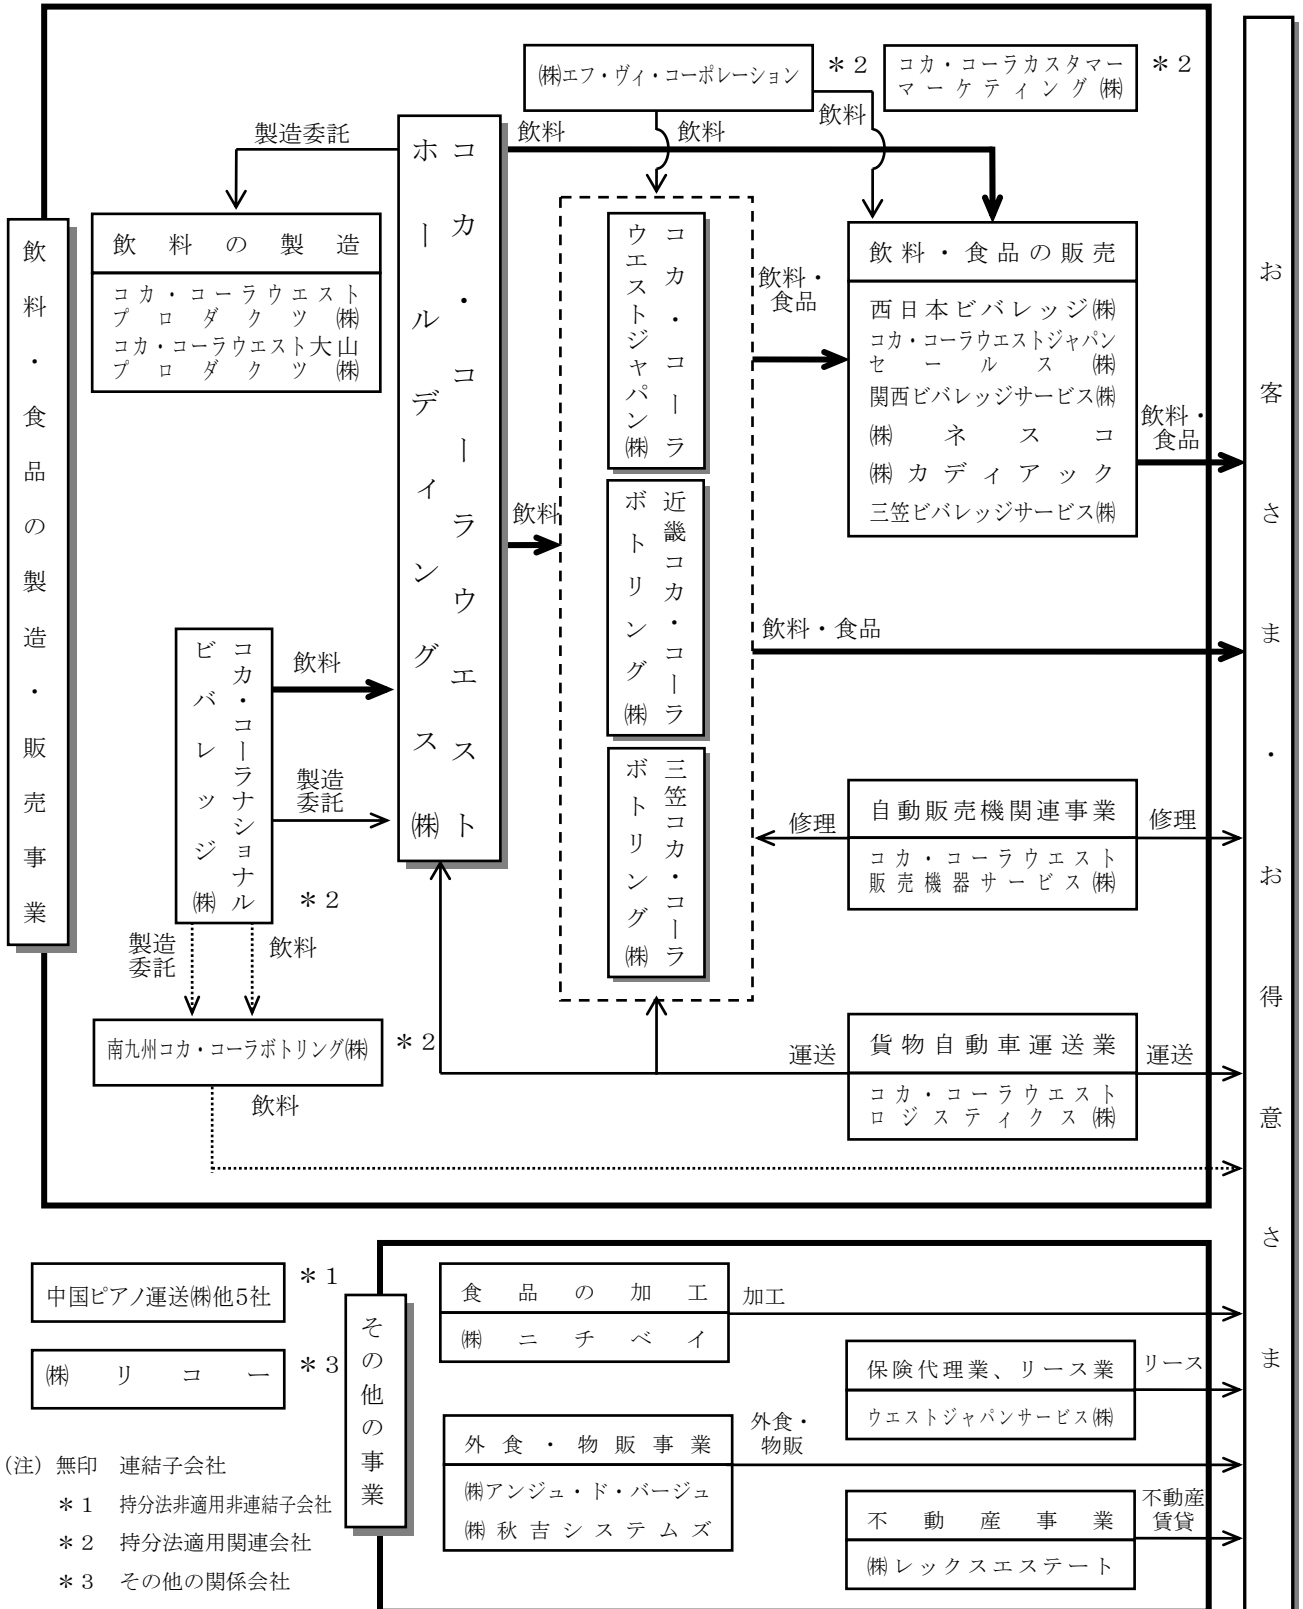 ㈱エフ・ヴィ・コーポレーション
＊２
コカ・コーラカスタマー
マーケティング㈱
＊２
飲料
飲料
飲料
製造委託
飲料・食品の製造・販売事業
飲料の製造
コカ・コーラウエスト
プロダクツ㈱
コカ・コーラウエスト大山
プロダクツ㈱
コカ・コーラウエスト
ホールディングス㈱
コカ・コーラ
ウエストジャパン㈱
近畿コカ・コーラ
ボトリング㈱
三笠コカ・コーラ
ボトリング㈱
飲料
飲料・
食品
飲料・食品の販売
西日本ビバレッジ㈱
コカ・コーラウエストジャパン
セールス㈱
関西ビバレッジサービス㈱
㈱ネスコ
㈱カディアック
三笠ビバレッジサービス㈱
飲料・
食品
飲料・食品
お客さま・お得意さま
コカ・コーラナショナル
ビバレッジ㈱
＊２
飲料
製造
委託
製造
委託
飲料
修理
自動販売機関連事業
コカ・コーラウエスト
販売機器サービス㈱
修理
南九州コカ・コーラボトリング㈱
＊２
飲料
運送
貨物自動車運送業
コカ・コーラウエスト
ロジスティクス㈱
運送
中国ピアノ運送㈱他5社
＊１
㈱リコー
＊３
その他の事業
食品の加工
㈱ニチベイ
加工
保険代理業、リース業
ウエストジャパンサービス㈱
リース
外食・物販事業
㈱アンジュ・ド・バージュ
㈱秋吉システムズ
外食・
物販
不動産事業
㈱レックスエステート
不動産
賃貸
（注）無印　連結子会社
＊１　持分法非適用非連結子会社
＊２　持分法適用関連会社
＊３　その他の関係会社